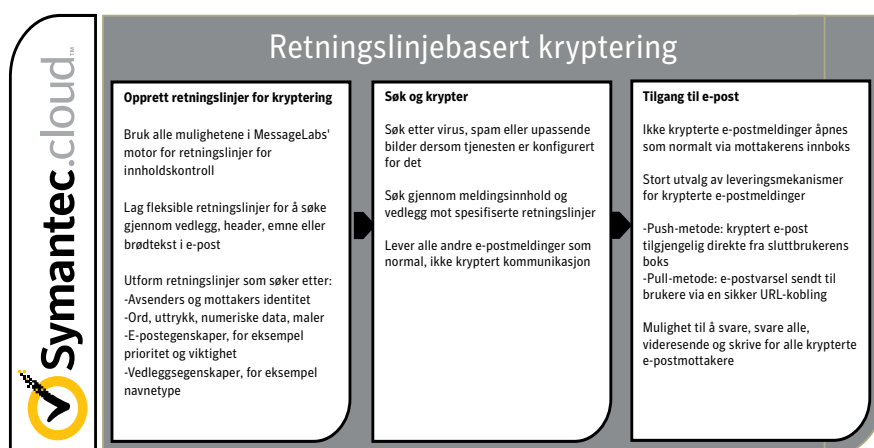 Symantec.cloud™
Retningslinjebasert kryptering
Opprett retningslinjer for kryptering
Bruk alle mulighetene i MessageLabs'
motor for retningslinjer for
innholdskontroll
Lag fleksible retningslinjer for å søke
gjennom vedlegg, header, emne eller
brødtekst i e-post
Utform retningslinjer som søker etter:
-Avsenders og mottakers identitet
-Ord, uttrykk, numeriske data, maler
-E-postegenskaper, for eksempel
prioritet og viktighet
-Vedleggsegenskaper, for eksempel
navnetype
Søk og krypter
Søk etter virus, spam eller upassende
bilder dersom tjenesten er konfigurert
for det
Søk gjennom meldingsinnhold og
vedlegg mot spesifiserte retningslinjer
Lever alle andre e-postmeldinger som
normal, ikke kryptert kommunikasjon
Tilgang til e-post
Ikke krypterte e-postmeldinger åpnes
som normalt via mottakerens innboks
Stort utvalg av leveringsmekanismer
for krypterte e-postmeldinger
-Push-metode: kryptert e-post
tilgjengelig direkte fra sluttbrukerens
boks
-Pull-metode: e-postvarsel sendt til
brukere via en sikker URL-kobling
Mulighet til å svare, svare alle,
videresende og skrive for alle krypterte
e-postmottakere